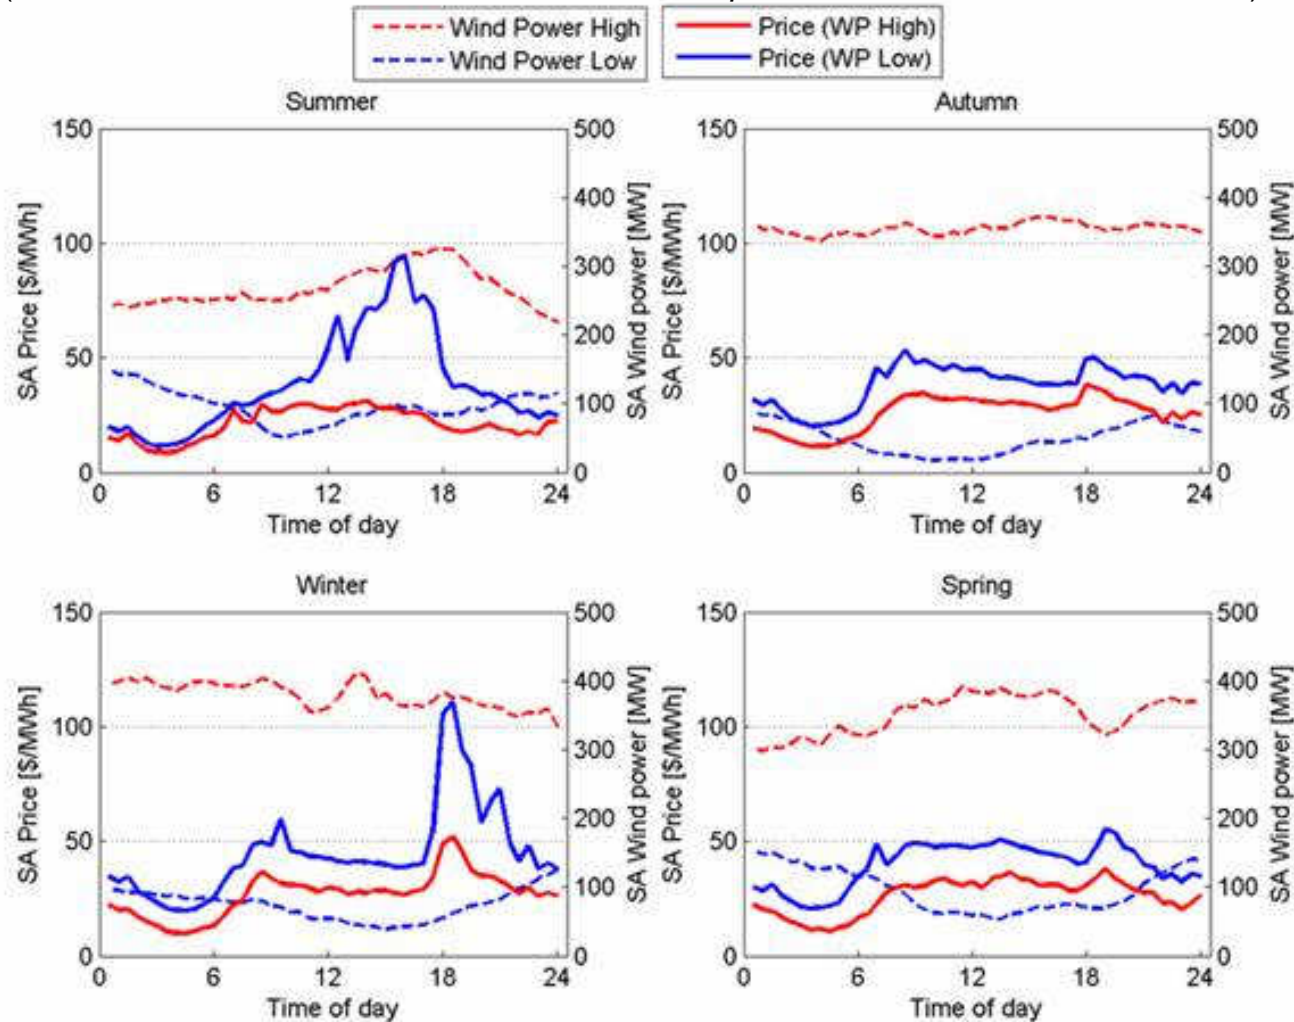 Wind Power High
Wind Power Low
Price (WP High)
Price (WP Low)
Summer
150
100
50
0
SA Price [$/MWh]
500
400
300
200
100
0
SA Wind power [MW]
0 6 12 18 24
Time of day
Autumn
150
100
50
0
SA Price [$/MWh]
500
400
300
200
100
0
SA Wind power [MW]
0 6 12 18 24
Time of day
Winter
150
100
50
0
SA Price [$/MWh]
500
400
300
200
100
0
SA Wind power [MW]
0 6 12 18 24
Time of day
Spring
150
100
50
0
SA Price [$/MWh]
500
400
300
200
100
0
SA Wind power [MW]
0 6 12 18 24
Time of day